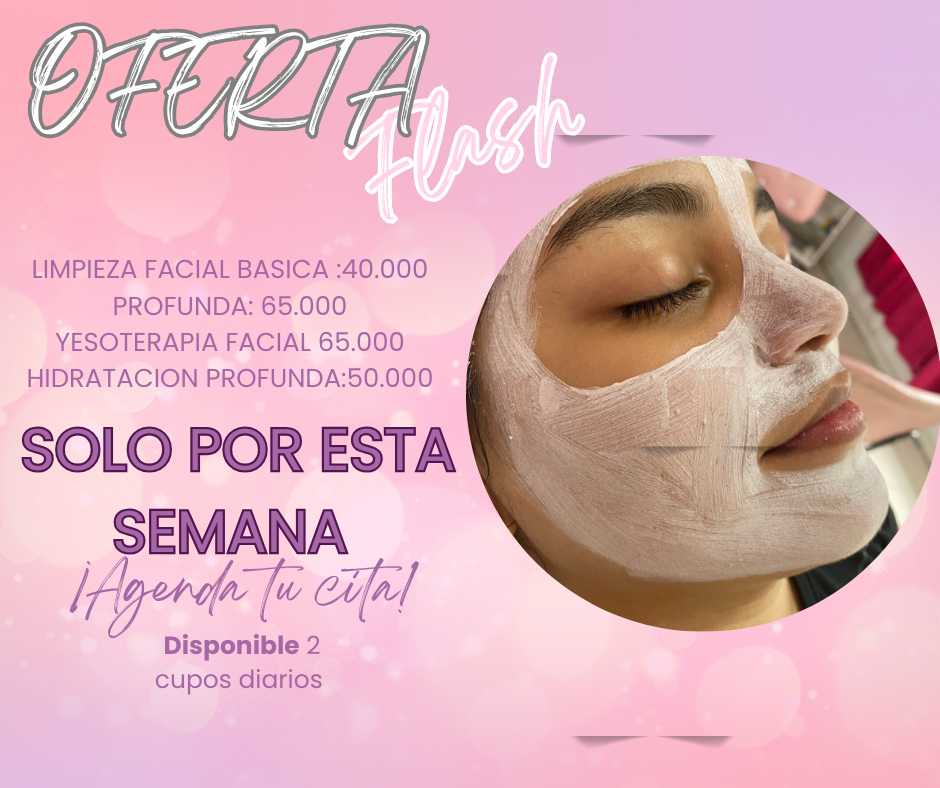 OFERTA
Flash
LIMPIEZA FACIAL BASICA :40.000
PROFUNDA: 65.000
YESOTERAPIA FACIAL 65.000
HIDRATACION PROFUNDA:50.000
SOLO POR ESTA
SEMANA
¡Agenda tu cita!
Disponible 2
cupos diarios